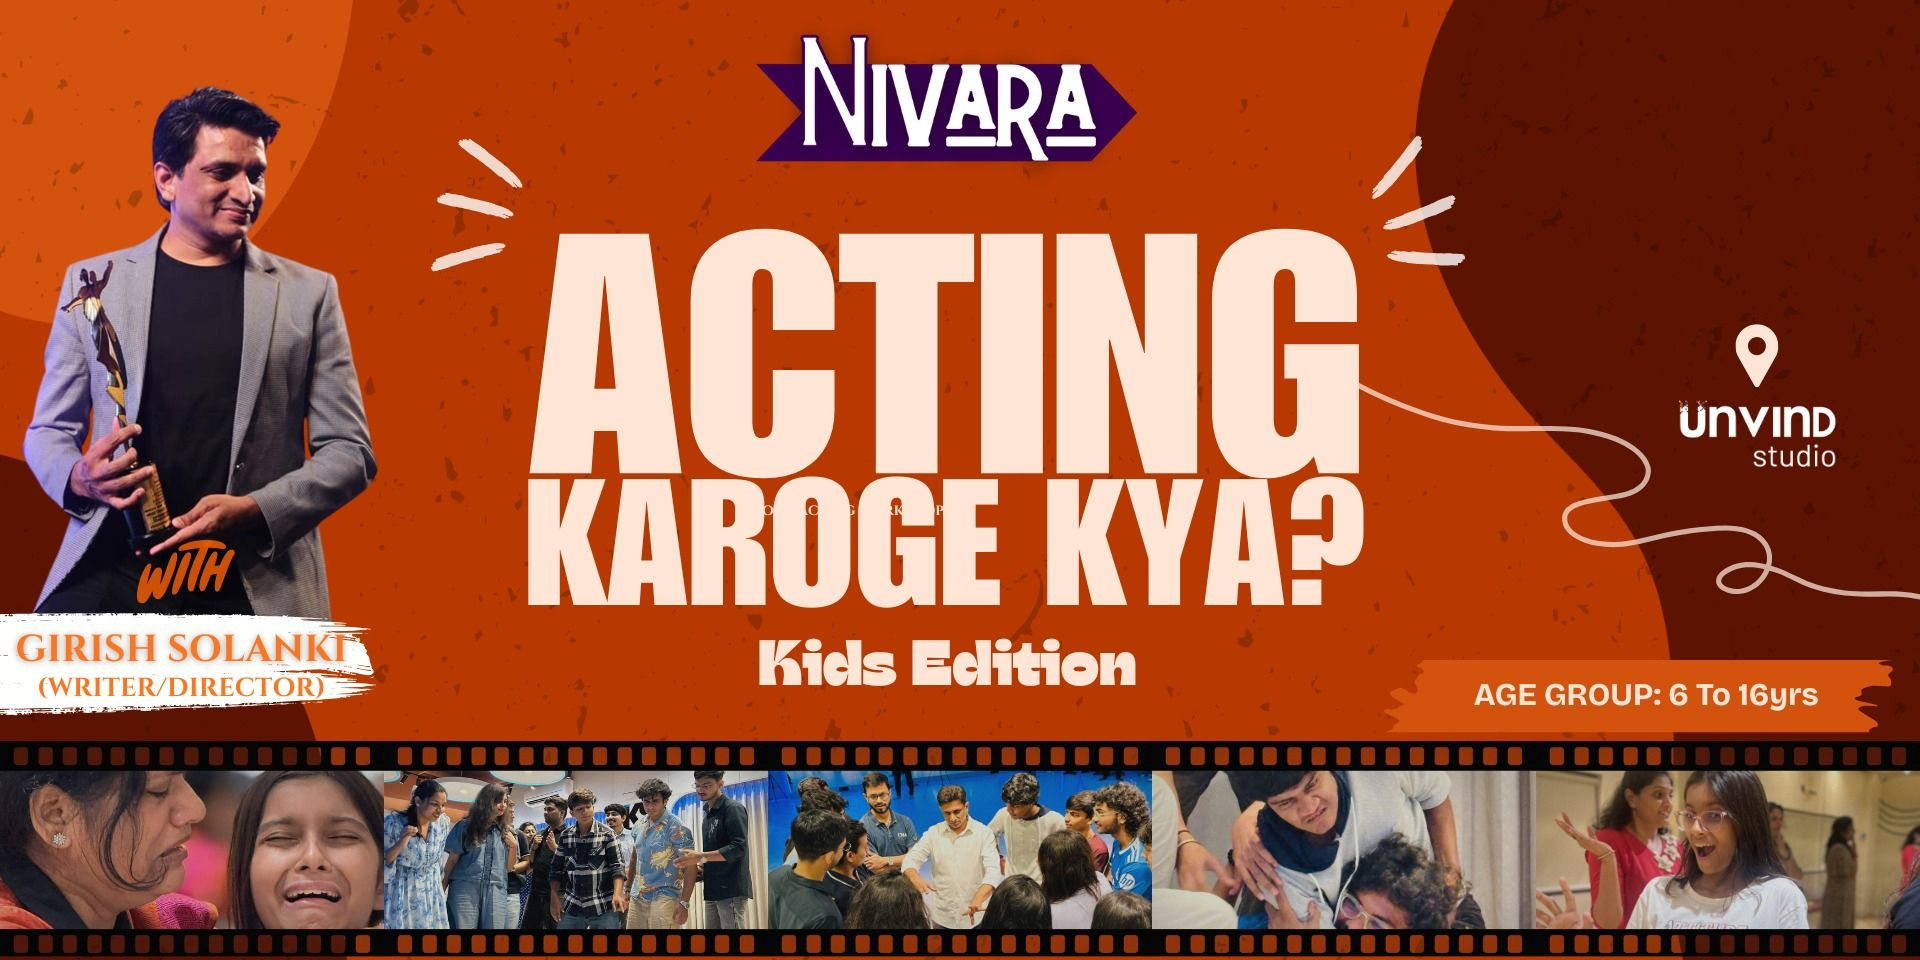 NIVARA
ACTING
KAROGE KYA?
Kids Edition
WITH
GIRISH SOLANKI
(WRITER/DIRECTOR)
UNVIND
studio
AGE GROUP: 6 To 16yrs